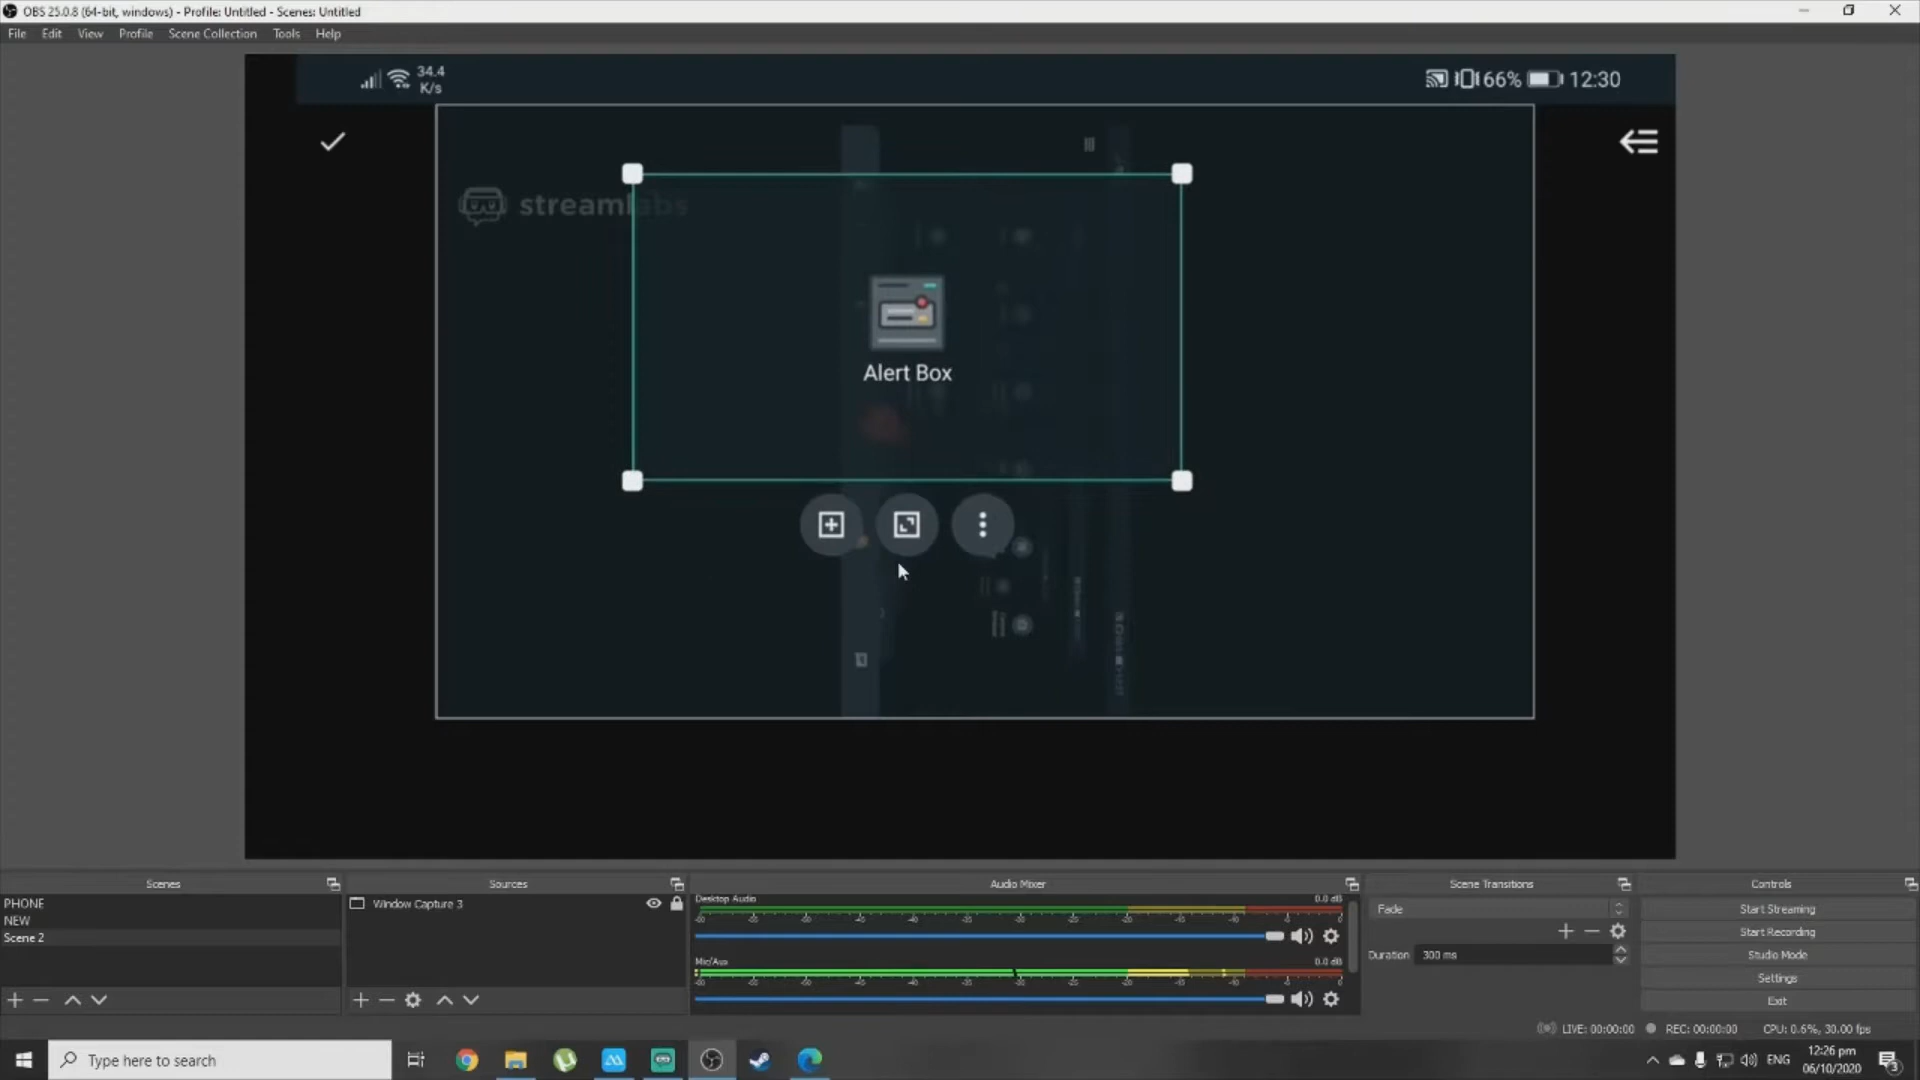 OBS 25.0.8 (64-bit, windows) - Profile: Untitled - Scenes: Untitled
File Edit View Profile Scene Collection Tools Help
34.4
K/s
66% 12:30
streamlabs
Alert Box
Scenes
PHONE
NEW
Scene 2
Sources
Window Capture 3
Audio Mixer
Desktop Audio 0.0 dB
Mic/Aux 0.0 dB
Scene Transitions
Fade
Duration 300 ms
Controls
Start Streaming
Start Recording
Studio Mode
Settings
Exit
LIVE: 00:00:00 REC: 00:00:00 CPU: 0.6%, 30.00 fps
Type here to search
ENG
12:26 pm
06/10/2020
3